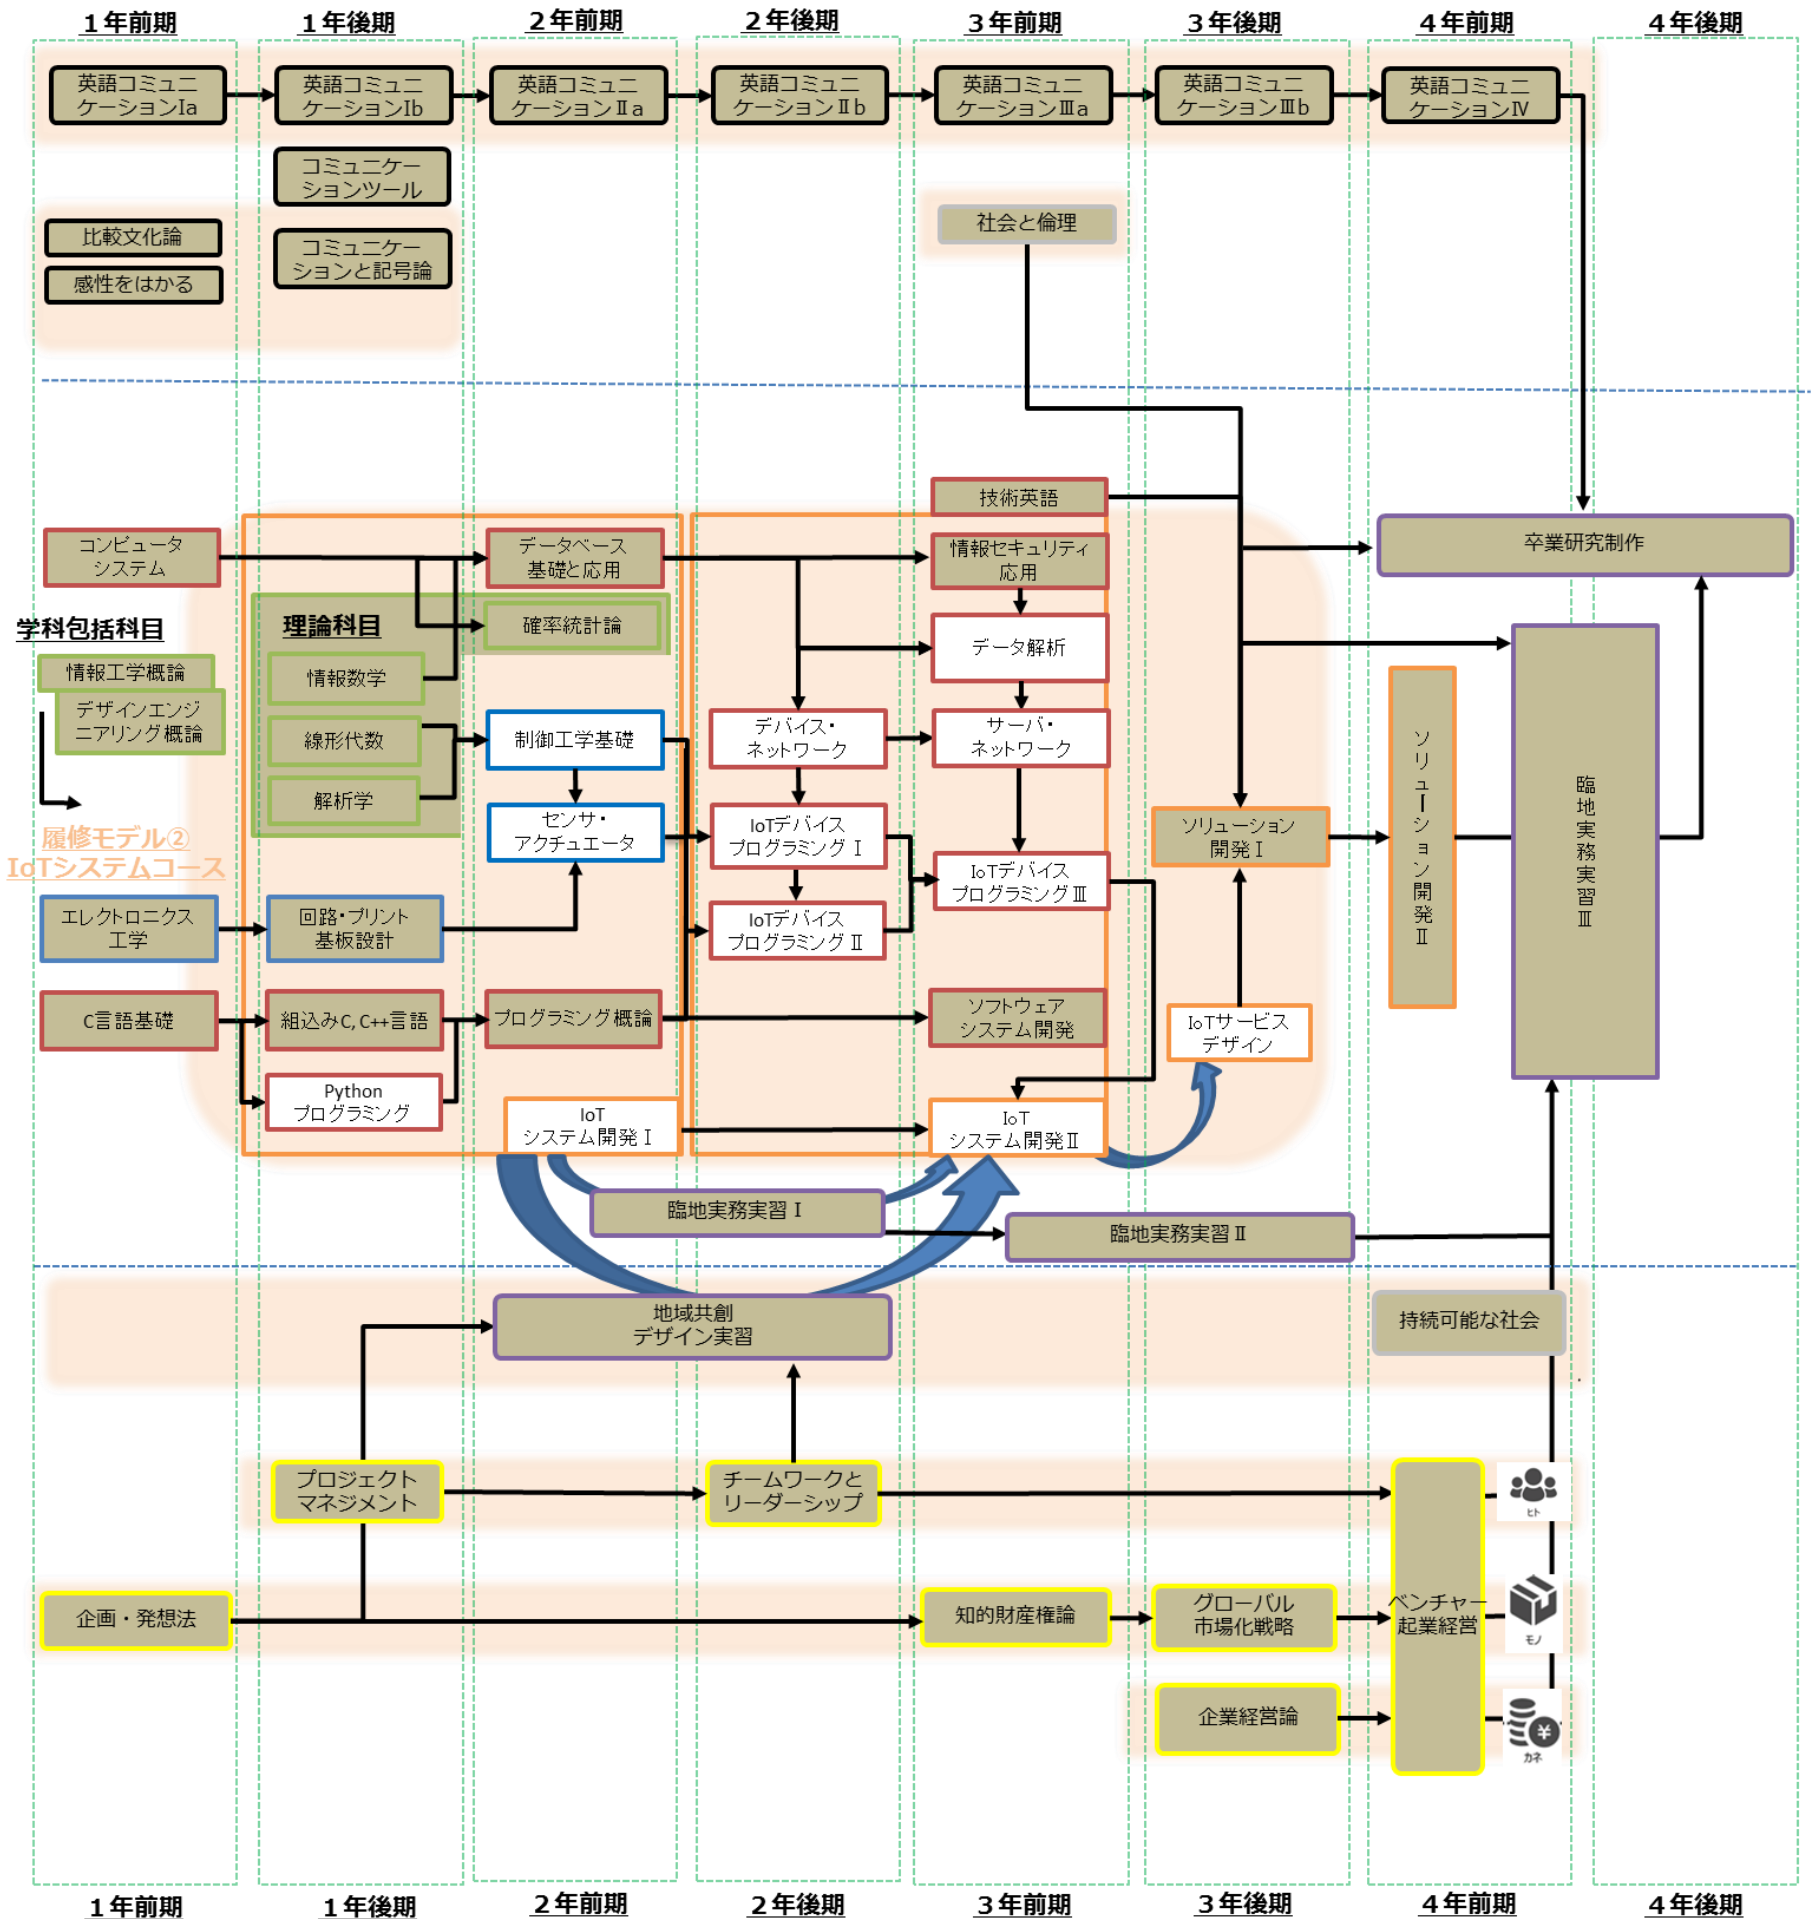 １年前期
１年後期
２年前期
２年後期
３年前期
３年後期
４年前期
４年後期
英語コミュニ
ケーションⅠa
英語コミュニ
ケーションⅠb
英語コミュニ
ケーションⅡa
英語コミュニ
ケーションⅡb
英語コミュニ
ケーションⅢa
英語コミュニ
ケーションⅢb
英語コミュニ
ケーションⅣ
コミュニケー
ションツール
比較文化論
感性をはかる
コミュニケー
ションと記号論
社会と倫理
技術英語
コンピュータ
システム
データベース
基礎と応用
情報セキュリティ
応用
卒業研究制作
学科包括科目
情報工学概論
デザインエンジ
ニアリング概論
理論科目
情報数学
線形代数
解析学
確率統計論
データ解析
制御工学基礎
デバイス・
ネットワーク
サーバ・
ネットワーク
センサ・
アクチュエータ
IoTデバイス
プログラミング Ⅰ
IoTデバイス
プログラミング Ⅱ
IoTデバイス
プログラミング Ⅲ
ソリューション
開発Ⅰ
ソリューション開発Ⅱ
臨地実務実習Ⅲ
履修モデル②
IoTシステムコース
エレクトロニクス
工学
回路・プリント
基板設計
C言語基礎
組込みC, C++言語
プログラミング概論
ソフトウェア
システム開発
IoTサービス
デザイン
Python
プログラミング
IoT
システム開発Ⅰ
IoT
システム開発Ⅱ
臨地実務実習Ⅰ
臨地実務実習Ⅱ
地域共創
デザイン実習
持続可能な社会
プロジェクト
マネジメント
チームワークと
リーダーシップ
ヒト
企画・発想法
知的財産権論
グローバル
市場化戦略
ベンチャー
起業経営
モノ
企業経営論
カネ
１年前期
１年後期
２年前期
２年後期
３年前期
３年後期
４年前期
４年後期